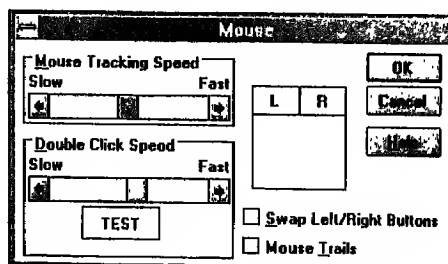 Mouse
Mouse Tracking Speed
Slow Fast
Double Click Speed
Slow Fast
TEST
L R
OK
Cancel
Help
Swap Left/Right Buttons
Mouse Trails